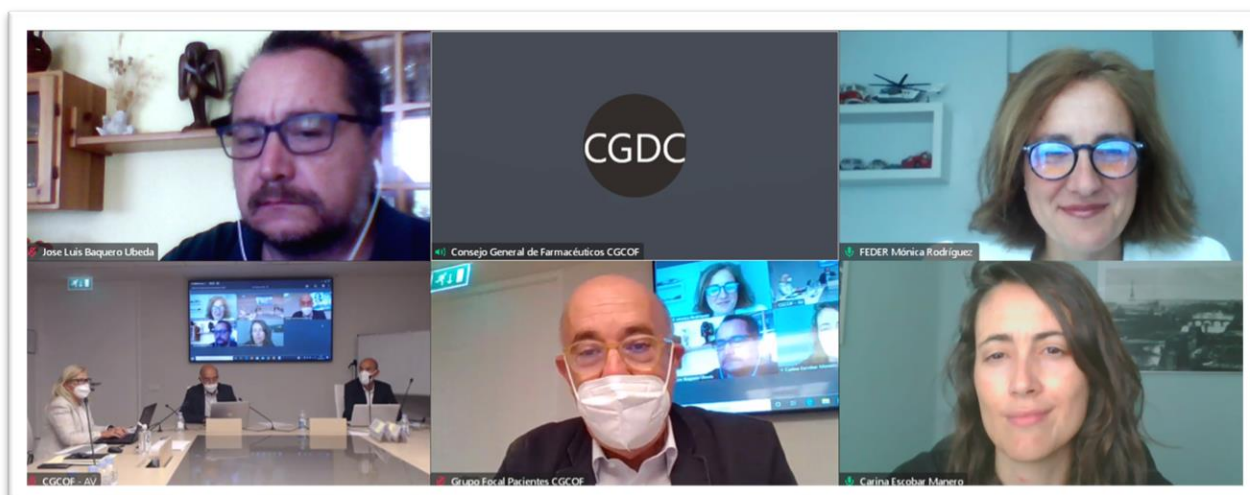 CGDC
Jose Luis Baquero Ubeda
Consejo General de Farmacéuticos CGCOF
FEDER Mónica Rodríguez
CGCOF - AV
Grupo Focal Pacientes CGCOF
Carina Escobar Manero